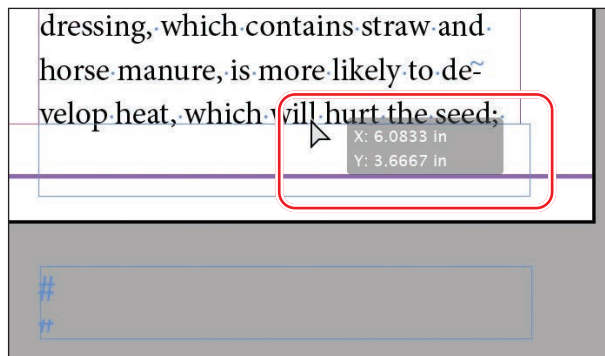 dressing, which contains straw and
horse manure, is more likely to de-
velop heat, which will hurt the seed;
X: 6.0833 in
Y: 3.6667 in
#